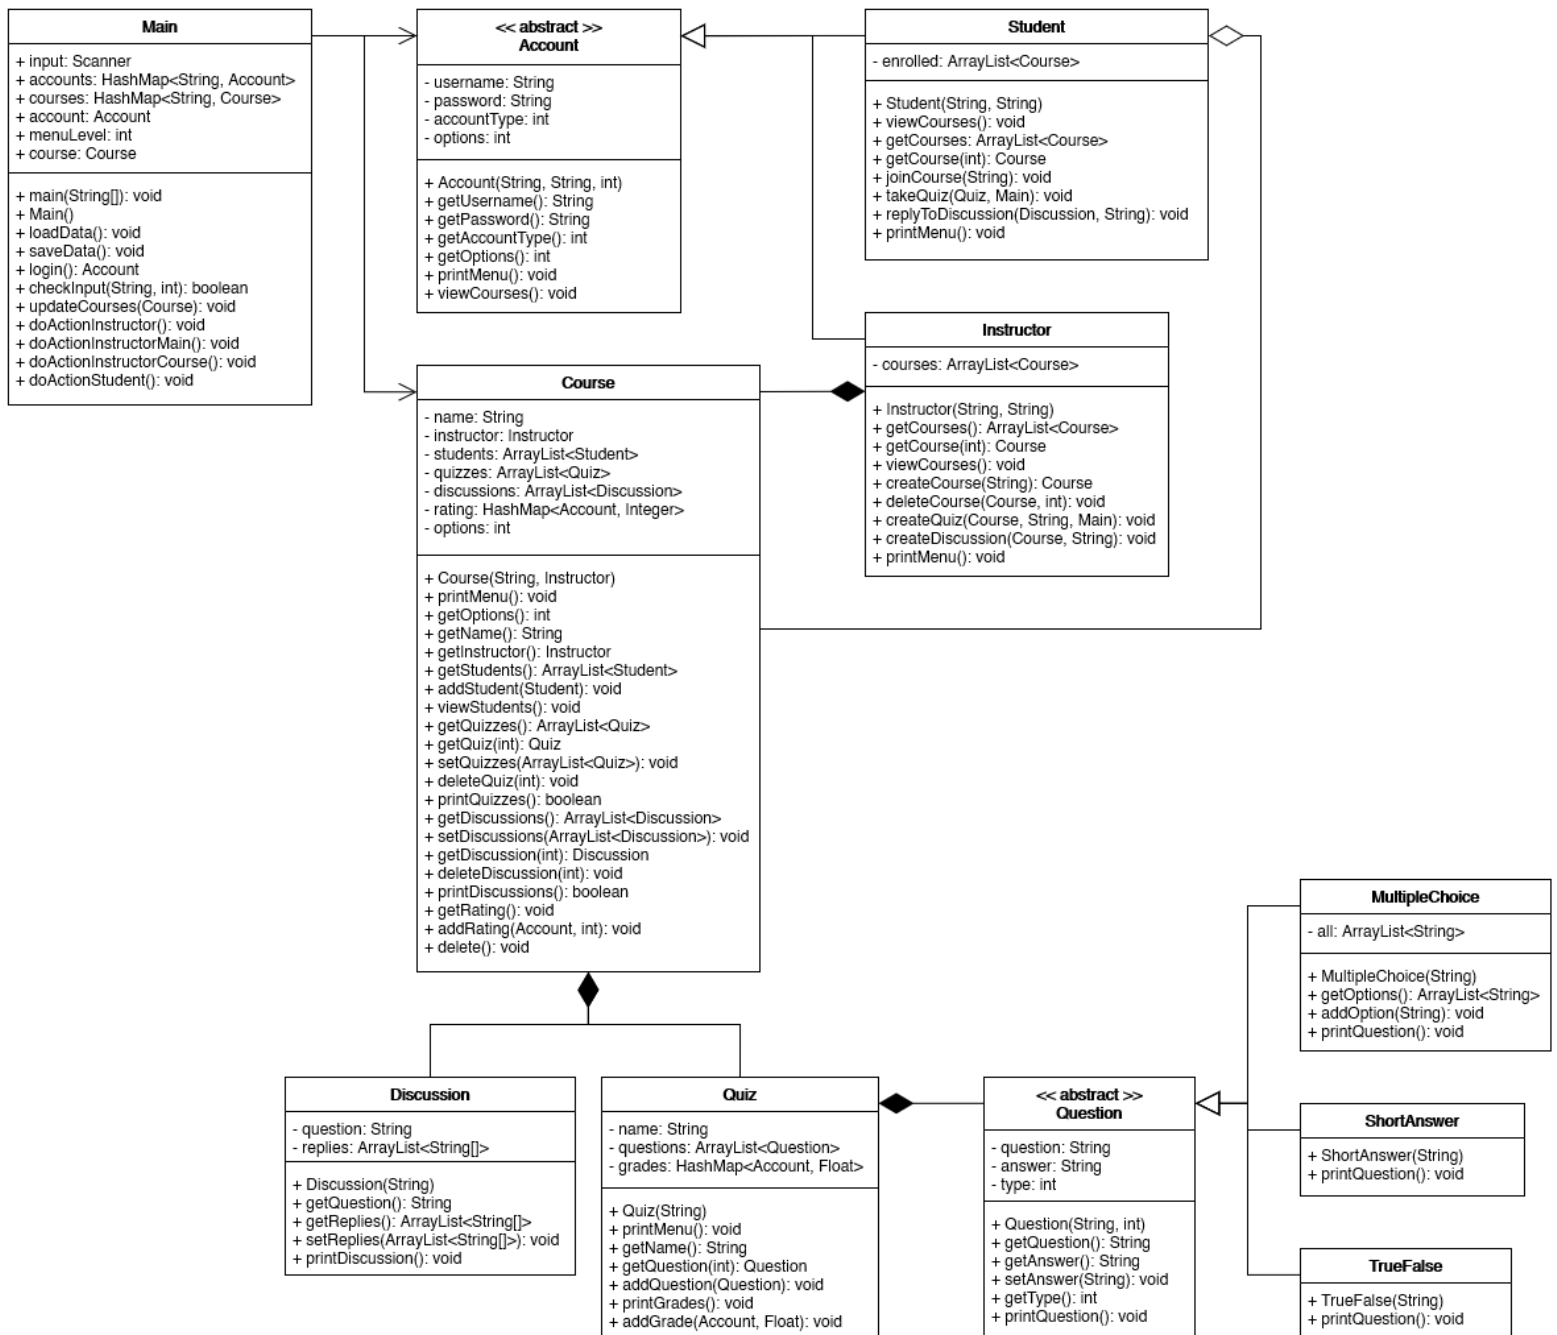 Main
+ input: Scanner
+ accounts: HashMap<String, Account>
+ courses: HashMap<String, Course>
+ account: Account
+ menuLevel: int
+ course: Course
+ main(String[]): void
+ Main()
+ loadData(): void
+ saveData(): void
+ login(): Account
+ checkInput(String, int): boolean
+ updateCourses(Course): void
+ doActionInstructor(): void
+ doActionInstructorMain(): void
+ doActionInstructorCourse(): void
+ doActionStudent(): void
<< abstract >>
Account
- username: String
- password: String
- accountType: int
- options: int
+ Account(String, String, int)
+ getUsername(): String
+ getPassword(): String
+ getAccountType(): int
+ getOptions(): int
+ printMenu(): void
+ viewCourses(): void
Student
- enrolled: ArrayList<Course>
+ Student(String, String)
+ viewCourses(): void
+ getCourses: ArrayList<Course>
+ getCourse(int): Course
+ joinCourse(String): void
+ takeQuiz(Quiz, Main): void
+ replyToDiscussion(Discussion, String): void
+ printMenu(): void
Instructor
- courses: ArrayList<Course>
+ Instructor(String, String)
+ getCourses(): ArrayList<Course>
+ getCourse(int): Course
+ viewCourses(): void
+ createCourse(String): Course
+ deleteCourse(Course, int): void
+ createQuiz(Course, String, Main): void
+ createDiscussion(Course, String): void
+ printMenu(): void
Course
- name: String
- instructor: Instructor
- students: ArrayList<Student>
- quizzes: ArrayList<Quiz>
- discussions: ArrayList<Discussion>
- rating: HashMap<Account, Integer>
- options: int
+ Course(String, Instructor)
+ printMenu(): void
+ getOptions(): int
+ getName(): String
+ getInstructor(): Instructor
+ getStudents(): ArrayList<Student>
+ addStudent(Student): void
+ viewStudents(): void
+ getQuizzes(): ArrayList<Quiz>
+ getQuiz(int): Quiz
+ setQuizzes(ArrayList<Quiz>): void
+ deleteQuiz(int): void
+ printQuizzes(): boolean
+ getDiscussions(): ArrayList<Discussion>
+ setDiscussions(ArrayList<Discussion>): void
+ getDiscussion(int): Discussion
+ deleteDiscussion(int): void
+ printDiscussions(): boolean
+ getRating(): void
+ addRating(Account, int): void
+ delete(): void
Discussion
- question: String
- replies: ArrayList<String[]>
+ Discussion(String)
+ getQuestion(): String
+ getReplies(): ArrayList<String[]>
+ setReplies(ArrayList<String[]>): void
+ printDiscussion(): void
Quiz
- name: String
- questions: ArrayList<Question>
- grades: HashMap<Account, Float>
+ Quiz(String)
+ printMenu(): void
+ getName(): String
+ getQuestion(int): Question
+ addQuestion(Question): void
+ printGrades(): void
+ addGrade(Account, Float): void
<< abstract >>
Question
- question: String
- answer: String
- type: int
+ Question(String, int)
+ getQuestion(): String
+ getAnswer(): String
+ setAnswer(String): void
+ getType(): int
+ printQuestion(): void
MultipleChoice
- all: ArrayList<String>
+ MultipleChoice(String)
+ getOptions(): ArrayList<String>
+ addOption(String): void
+ printQuestion(): void
ShortAnswer
+ ShortAnswer(String)
+ printQuestion(): void
TrueFalse
+ TrueFalse(String)
+ printQuestion(): void